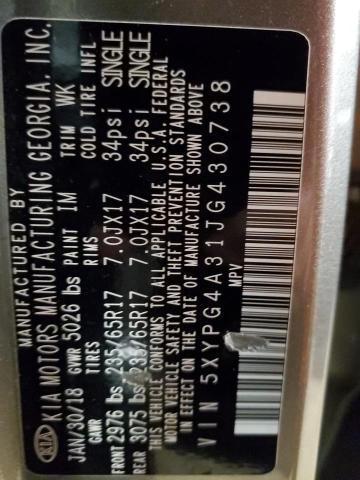 MANUFACTURED BY
KIA KIA MOTORS MANUFACTURING GEORGIA, INC.
JAN/30/18 GVWR 5026 lbs PAINT IM TRIM WK
GAWR TIRES RIMS COLD TIRE INFL
FRONT 2976 lbs 235/65R17 7.0JX17 34psi SINGLE
REAR 3075 lbs 235/65R17 7.0JX17 34psi SINGLE
THIS VEHICLE CONFORMS TO ALL APPLICABLE U.S.A. FEDERAL
MOTOR VEHICLE SAFETY AND THEFT PREVENTION STANDARDS
IN EFFECT ON THE DATE OF MANUFACTURE SHOWN ABOVE
VIN 5XYPG4A31JG430738
MPV